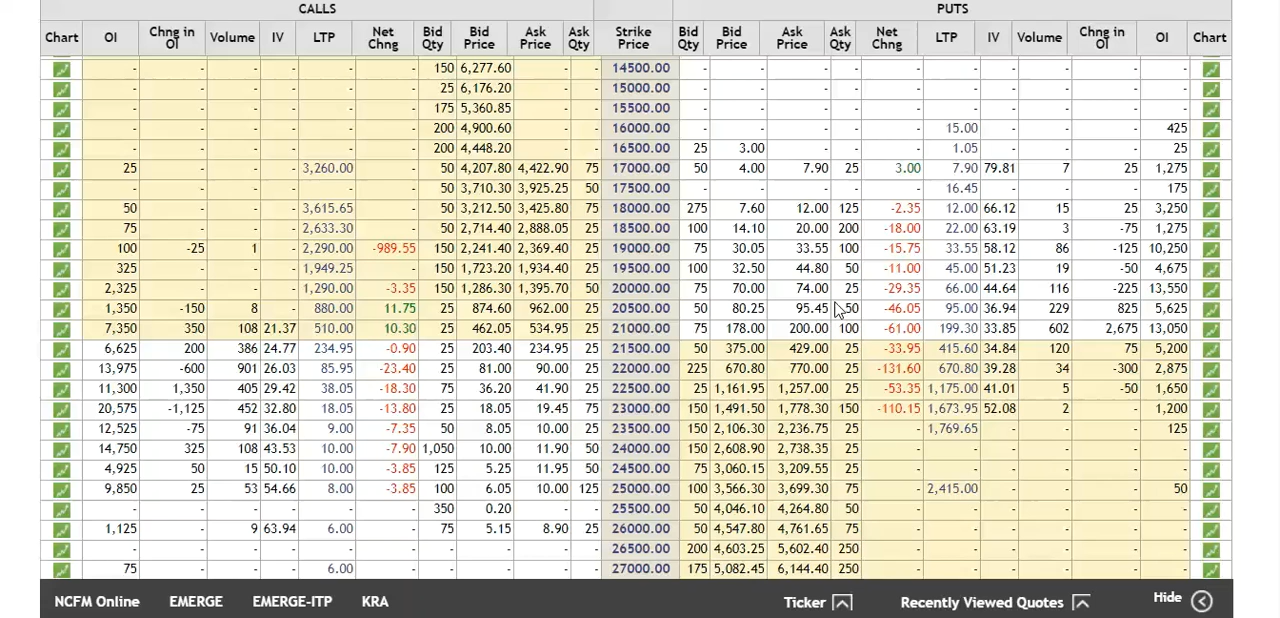 CALLS PUTS
Chart OI Chng in OI Volume IV LTP Net Chng Bid Qty Bid Price Ask Price Ask Qty Strike Price Bid Qty Bid Price Ask Price Ask Qty Net Chng LTP IV Volume Chng in OI OI Chart
- - - - - - 150 6,277.60 - - 14500.00 - - - - - - - - - -
- - - - - - 25 6,176.20 - - 15000.00 - - - - - - - - - -
- - - - - - 175 5,360.85 - - 15500.00 - - - - - - - - - -
- - - - - - 200 4,900.60 - - 16000.00 - - - - - 15.00 - - - 425
- - - - - - 200 4,448.20 - - 16500.00 25 3.00 - - - 1.05 - - - 25
25 - - - 3,260.00 - 50 4,207.80 4,422.90 75 17000.00 50 4.00 7.90 25 3.00 7.90 79.81 7 25 1,275
- - - - - - 50 3,710.30 3,925.25 50 17500.00 - - - - - 16.45 - - - 175
50 - - - 3,615.65 - 50 3,212.50 3,425.80 75 18000.00 275 7.60 12.00 125 -2.35 12.00 66.12 15 25 3,250
75 - - - 2,633.30 - 50 2,714.40 2,888.05 25 18500.00 100 14.10 20.00 200 -18.00 22.00 63.19 3 -75 1,275
100 -25 1 - 2,290.00 -989.55 150 2,241.40 2,369.40 25 19000.00 75 30.05 33.55 100 -15.75 33.55 58.12 86 -125 10,250
325 - - - 1,949.25 - 150 1,723.20 1,934.40 25 19500.00 100 32.50 44.80 50 -11.00 45.00 51.23 19 -50 4,675
2,325 - - - 1,290.00 -3.35 150 1,286.30 1,395.70 50 20000.00 75 70.00 74.00 25 -29.35 66.00 44.64 116 -225 13,550
1,350 -150 8 - 880.00 11.75 25 874.60 962.00 25 20500.00 50 80.25 95.45 50 -46.05 95.00 36.94 229 825 5,625
7,350 350 108 21.37 510.00 10.30 25 462.05 534.95 25 21000.00 75 178.00 200.00 100 -61.00 199.30 33.85 602 2,675 13,050
6,625 200 386 24.77 234.95 -0.90 25 203.40 234.95 25 21500.00 50 375.00 429.00 25 -33.95 415.60 34.84 120 75 5,200
13,975 -600 901 26.03 85.95 -23.40 25 81.00 90.00 25 22000.00 225 670.80 770.00 25 -131.60 670.80 39.28 34 -300 2,875
11,300 1,350 405 29.42 38.05 -18.30 75 36.20 41.90 25 22500.00 25 1,161.95 1,257.00 25 -53.35 1,175.00 41.01 5 -50 1,650
20,575 -1,125 452 32.80 18.05 -13.80 25 18.05 19.45 75 23000.00 150 1,491.50 1,778.30 150 -110.15 1,673.95 52.08 2 - 1,200
12,525 -75 91 36.04 9.00 -7.35 50 8.05 10.00 25 23500.00 150 2,106.30 2,236.75 25 - 1,769.65 - - - 125
14,750 325 108 43.53 10.00 -7.90 1,050 10.00 11.90 50 24000.00 150 2,608.90 2,738.35 25 - - - - - -
4,925 50 15 50.10 10.00 -3.85 125 5.25 11.95 50 24500.00 75 3,060.15 3,209.55 25 - - - - - -
9,850 25 53 54.66 8.00 -3.85 100 6.05 10.00 125 25000.00 100 3,566.30 3,699.30 75 - 2,415.00 - - - 50
- - - - - - 350 0.20 - - 25500.00 50 4,046.10 4,264.80 50 - - - - - -
1,125 - 9 63.94 6.00 - 75 5.15 8.90 25 26000.00 50 4,547.80 4,761.65 75 - - - - - -
- - - - - - - - - - 26500.00 200 4,603.25 5,602.40 250 - - - - - -
75 - - - 6.00 - - - - - 27000.00 175 5,082.45 6,144.40 250 - - - - - -
NCFM Online EMERGE EMERGE-ITP KRA Ticker Recently Viewed Quotes Hide